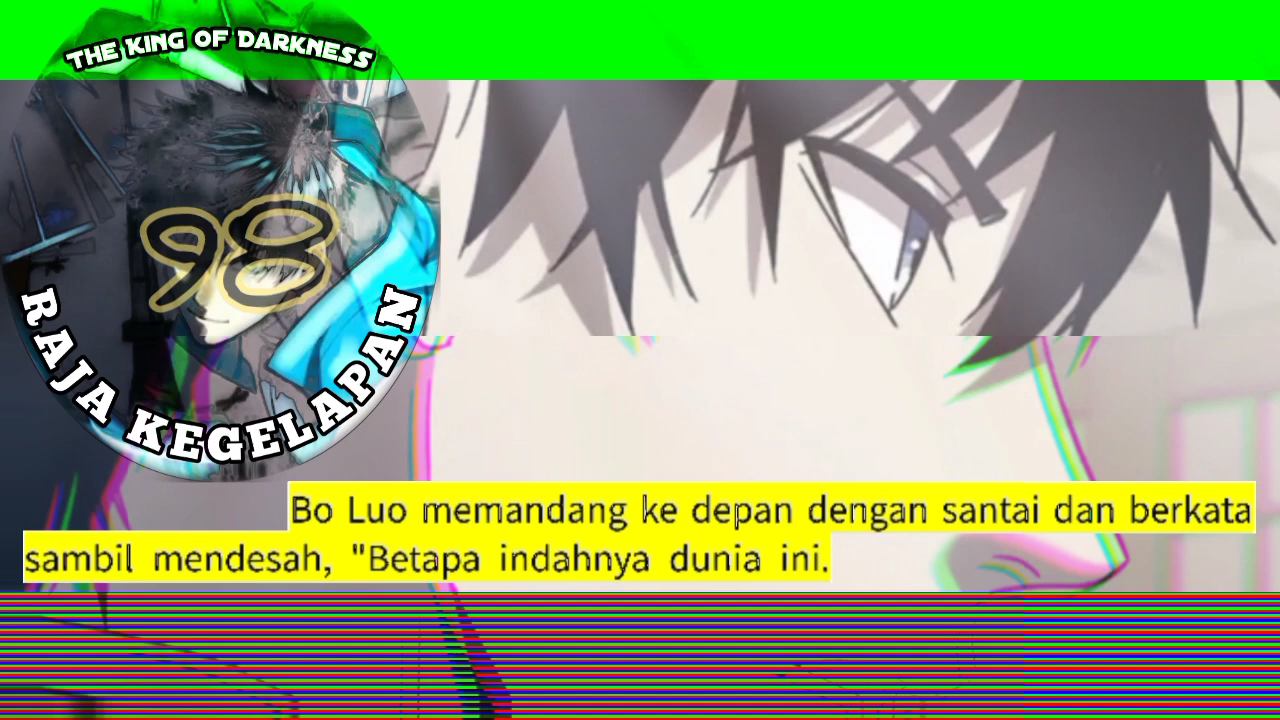 THE KING OF DARKNESS
98
RAJA KEGELAPAN
Bo Luo memandang ke depan dengan santai dan berkata
sambil mendesah, "Betapa indahnya dunia ini.